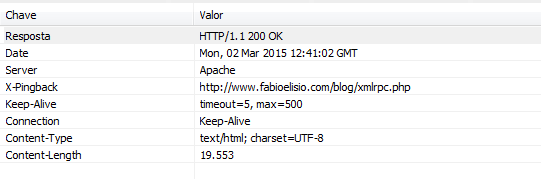 Chave Valor
Resposta HTTP/1.1 200 OK
Date Mon, 02 Mar 2015 12:41:02 GMT
Server Apache
X-Pingback http://www.fabioelisio.com/blog/xmlrpc.php
Keep-Alive timeout=5, max=500
Connection Keep-Alive
Content-Type text/html; charset=UTF-8
Content-Length 19.553